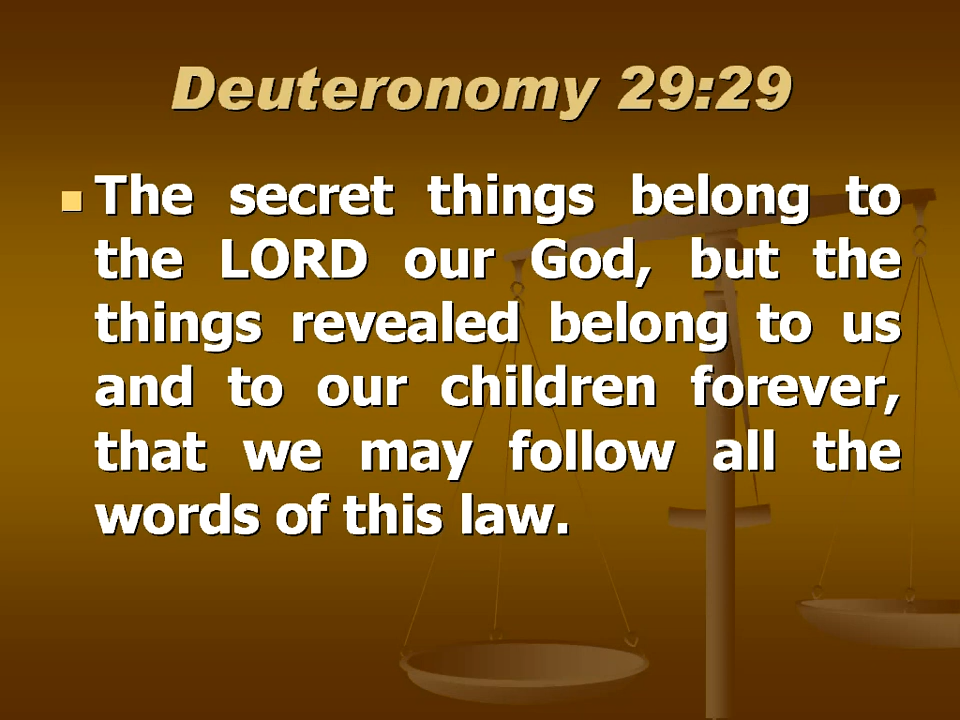 Deuteronomy 29:29
The secret things belong to
the LORD our God, but the
things revealed belong to us
and to our children forever,
that we may follow all the
words of this law.